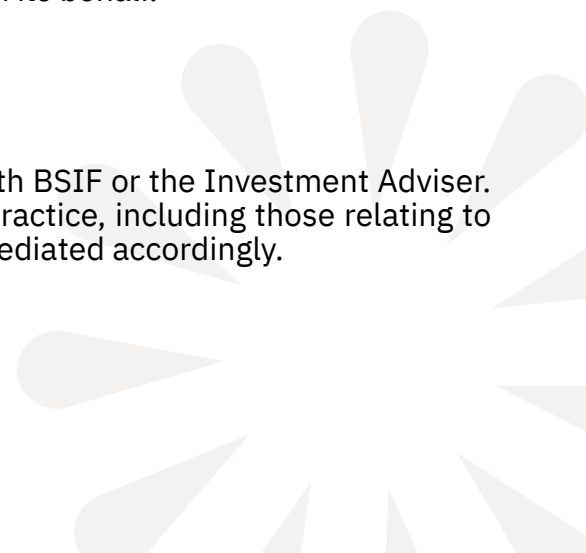 th BSIF or the Investment Adviser.
ractice, including those relating to
ediated accordingly.